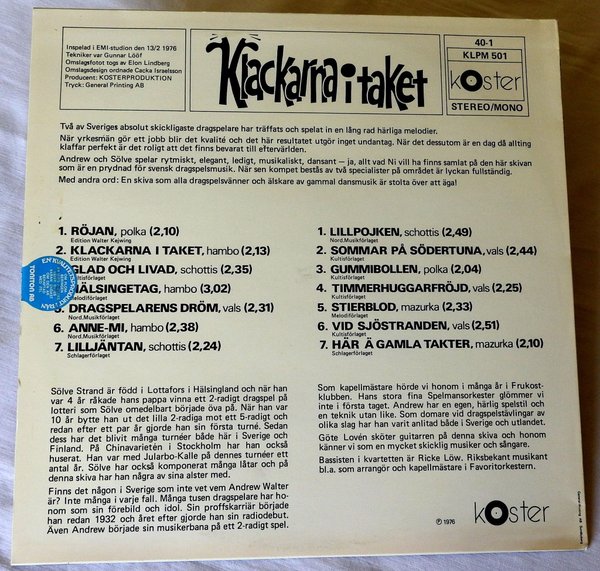 Inspelad i EMI-studion den 13/2 1976
Tekniker var Gunnar Lööf
Omslagsfoto togs av Elon Lindberg
Omslagsdesign ordnade Cacka Israelsson
Producent: KOSTERPRODUKTION
Tryck: General Printing AB
Klackarna i taket
40-1
KLPM 501
koster
STEREO/MONO
Två av Sveriges absolut skickligaste dragspelare har träffats och spelat in en lång rad härliga melodier.
När yrkesmän gör ett jobb blir det kvalité och det här resultatet utgör inget undantag. När det dessutom är en dag då allting
klaffar perfekt är det roligt att det finns bevarat till eftervärlden.
Andrew och Sölve spelar rytmiskt, elegant, ledigt, musikaliskt, dansant – ja, allt vad Ni vill ha finns samlat på den här skivan
som är en prydnad för svensk dragspelsmusik. När sen kompet bestås av två specialister på området är lyckan fullständig.
Med andra ord: En skiva som alla dragspelsvänner och älskare av gammal dansmusik är stolta över att äga!
1. RÖJAN, polka (2,10)
Edition Walter Kejwing
2. KLACKARNA I TAKET, hambo (2,13)
Edition Walter Kejwing
GLAD OCH LIVAD, schottis (2,35)
Kultisförlaget
HÄLSINGETAG, hambo (3,02)
Kultisförlaget
5. DRAGSPELARENS DRÖM, vals (2,31)
Nord.Musikförlaget
6. ANNE-MI, hambo (2,38)
Nord.Musikförlaget
7. LILLJÄNTAN, schottis (2,24)
Schlagerförlaget
EN KVALITETSPRODUKT FRÅN
TONITON AB
1. LILLPOJKEN, schottis (2,49)
Nord.Musikförlaget
2. SOMMAR PÅ SÖDERTUNA, vals (2,44)
Kultisförlaget
3. GUMMIBOLLEN, polka (2,04)
Kultisförlaget
4. TIMMERHUGGARFRÖJD, vals (2,25)
Kultisförlaget
5. STIERBLOD, mazurka (2,33)
Melodiförlaget
6. VID SJÖSTRANDEN, vals (2,51)
Kultisförlaget
7. HÄR Ä GAMLA TAKTER, mazurka (2,10)
Schlagerförlaget
Sölve Strand är född i Lottafors i Hälsingland och när han
var 4 år råkade hans pappa vinna ett 2-radigt dragspel på
lotteri som Sölve omedelbart började öva på. När han var
10 år bytte han ut det lilla 2-radiga mot ett 5-radigt och
redan efter ett par år gjorde han sin första turné. Sedan
dess har det blivit många turnéer både här i Sverige och
Finland. På Chinavarietén i Stockholm har han också
huserat. Han var med Jularbo-Kalle på dennes turnéer ett
antal år. Sölve har också komponerat många låtar och på
denna skiva har han några av sina alster med.
Finns det någon i Sverige som inte vet vem Andrew Walter
är? Inte många i varje fall. Många tusen dragspelare har ho-
nom som sin förebild och idol. Sin proffskarriär började
han redan 1932 och året efter gjorde han sin radiodebut.
Även Andrew började sin musikerbana på ett 2-radigt spel.
Som kapellmästare hörde vi honom i många år i Frukost-
klubben. Hans stora fina Spelmansorkester glömmer vi
inte i första taget. Andrew har en egen, härlig spelstil och
en teknik utan like. Som domare vid dragspelstävlingar av
olika slag har han varit anlitad både i Sverige och utlandet.
Göte Lovén sköter guitarren på denna skiva och honom
känner vi som en mycket skicklig musiker och sångare.
Bassisten i kvartetten är Ricke Löw. Riksbekant musikant
bl.a. som arrangör och kapellmästare i Favoritorkestern.
℗ 1976
koster